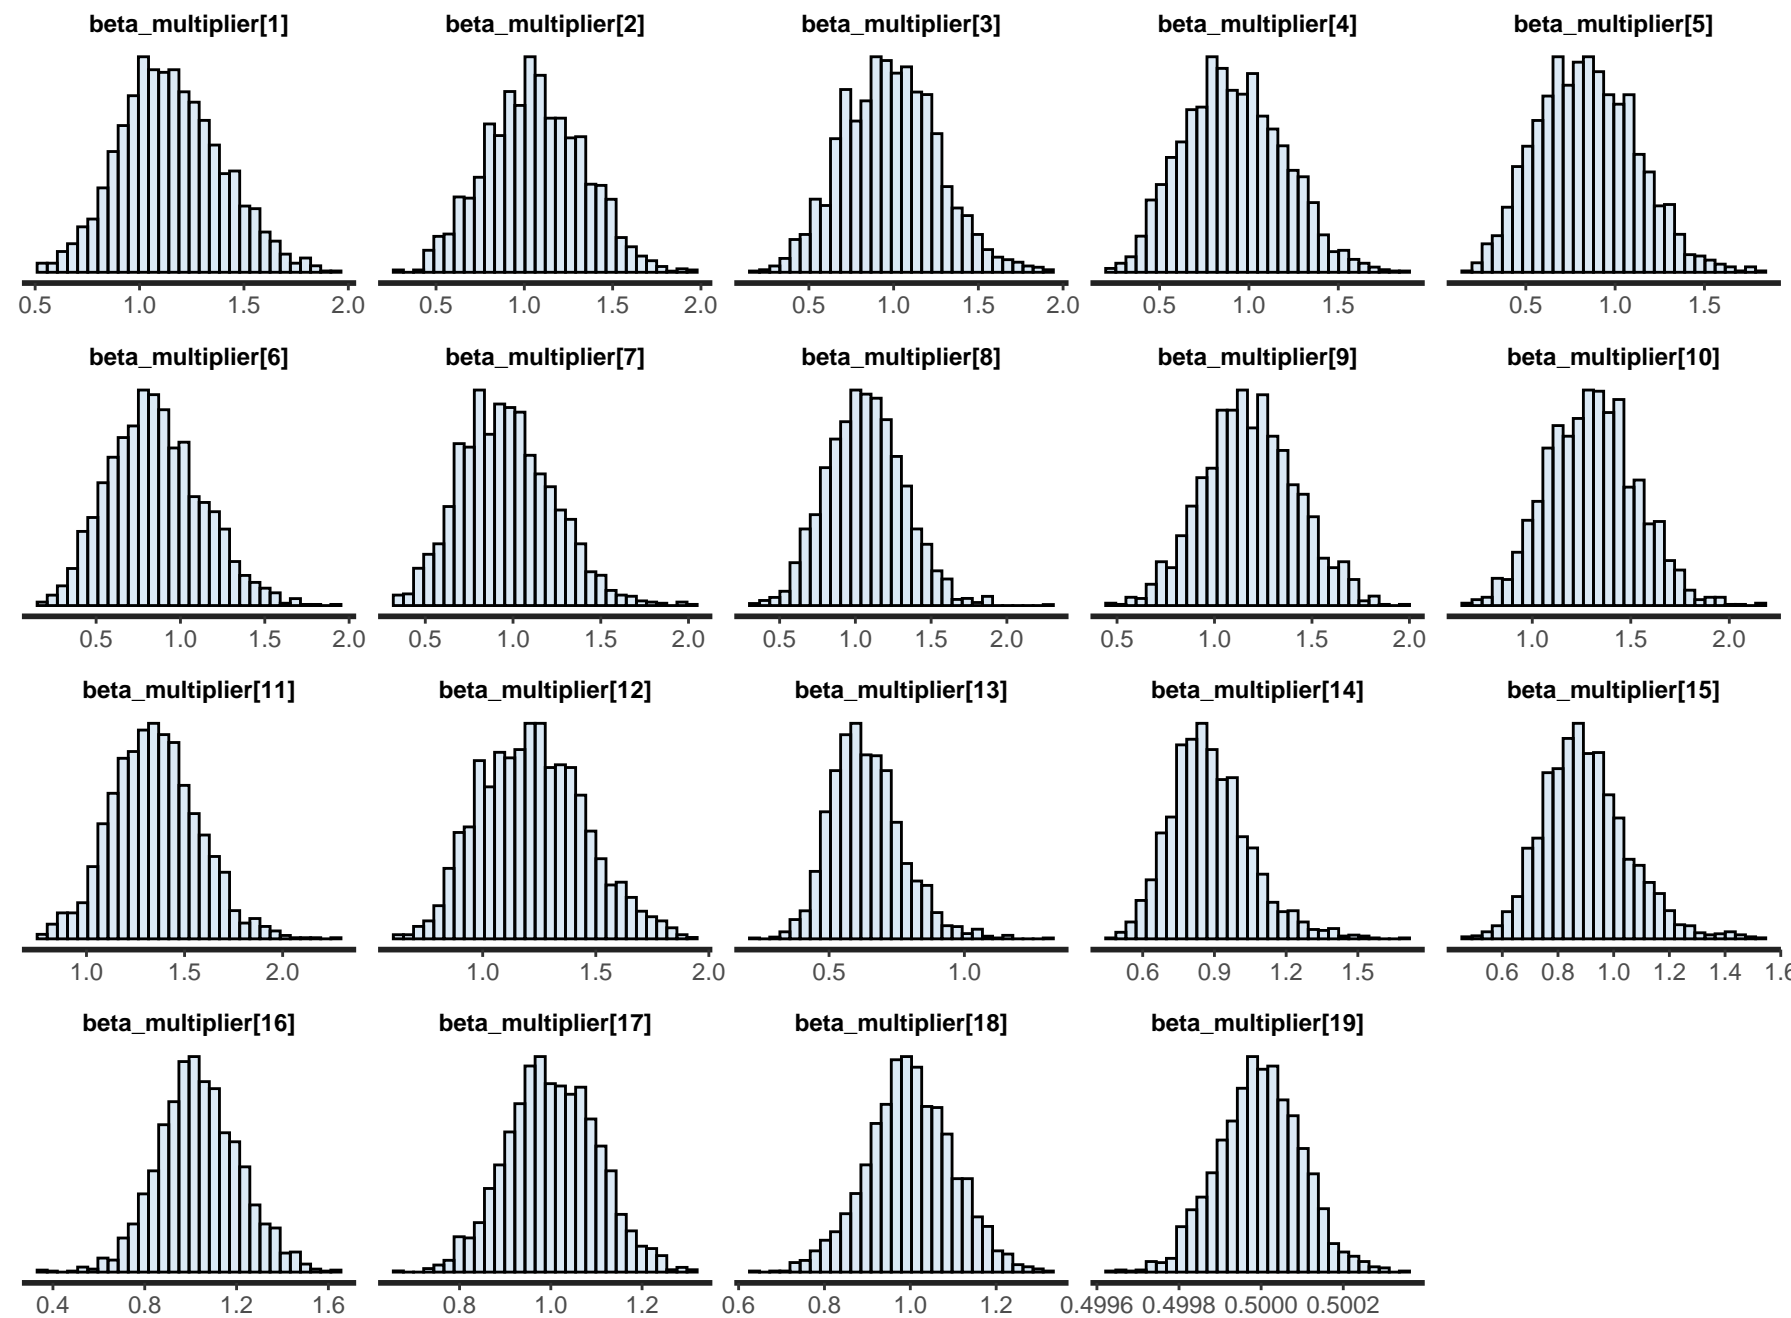 beta_multiplier[1] beta_multiplier[2] beta_multiplier[3] beta_multiplier[4] beta_multiplier[5]
0.5 1.0 1.5 2.0 0.5 1.0 1.5 2.0 0.5 1.0 1.5 2.0 0.5 1.0 1.5 0.5 1.0 1.5
beta_multiplier[6] beta_multiplier[7] beta_multiplier[8] beta_multiplier[9] beta_multiplier[10]
0.5 1.0 1.5 2.0 0.5 1.0 1.5 2.0 0.5 1.0 1.5 2.0 0.5 1.0 1.5 2.0 1.0 1.5 2.0
beta_multiplier[11] beta_multiplier[12] beta_multiplier[13] beta_multiplier[14] beta_multiplier[15]
1.0 1.5 2.0 1.0 1.5 2.0 0.5 1.0 0.6 0.9 1.2 1.5 0.6 0.8 1.0 1.2 1.4 1.6
beta_multiplier[16] beta_multiplier[17] beta_multiplier[18] beta_multiplier[19]
0.4 0.8 1.2 1.6 0.8 1.0 1.2 0.6 0.8 1.0 1.2 0.4996 0.4998 0.5000 0.5002